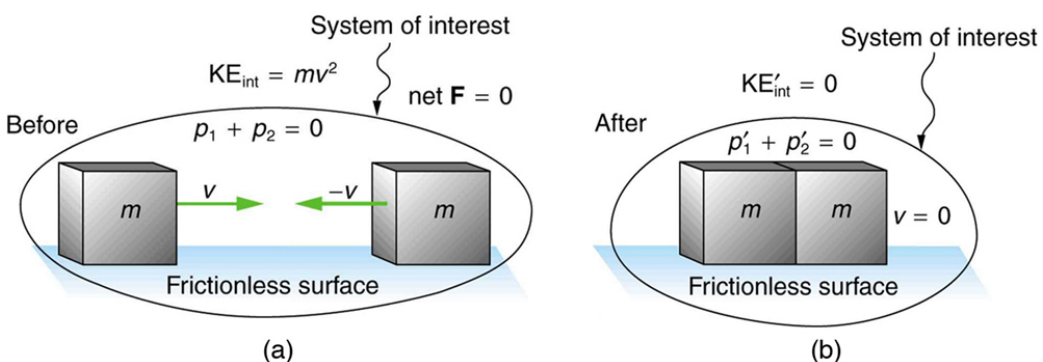 System of interest
KE_int = mv²
net F = 0
Before
p₁ + p₂ = 0
v
–v
m
m
Frictionless surface
(a)
System of interest
KE′_int = 0
After
p′₁ + p′₂ = 0
m
m
v = 0
Frictionless surface
(b)